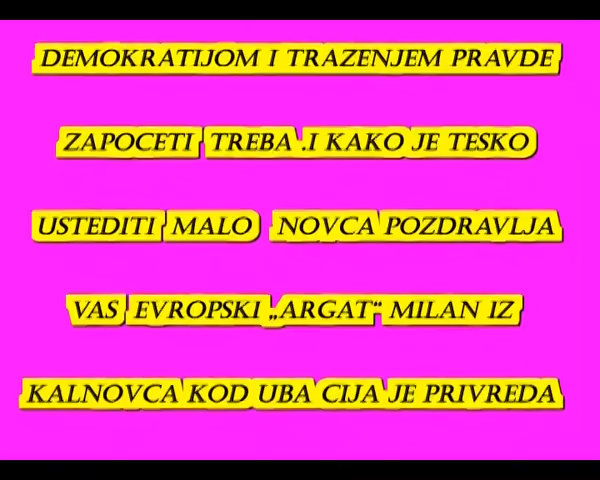 DEMOKRATIJOM I TRAZENJEM PRAVDE
ZAPOCETI TREBA .I KAKO JE TESKO
USTEDITI MALO NOVCA POZDRAVLJA
VAS EVROPSKI „ARGAT“ MILAN IZ
KALNOVCA KOD UBA CIJA JE PRIVREDA